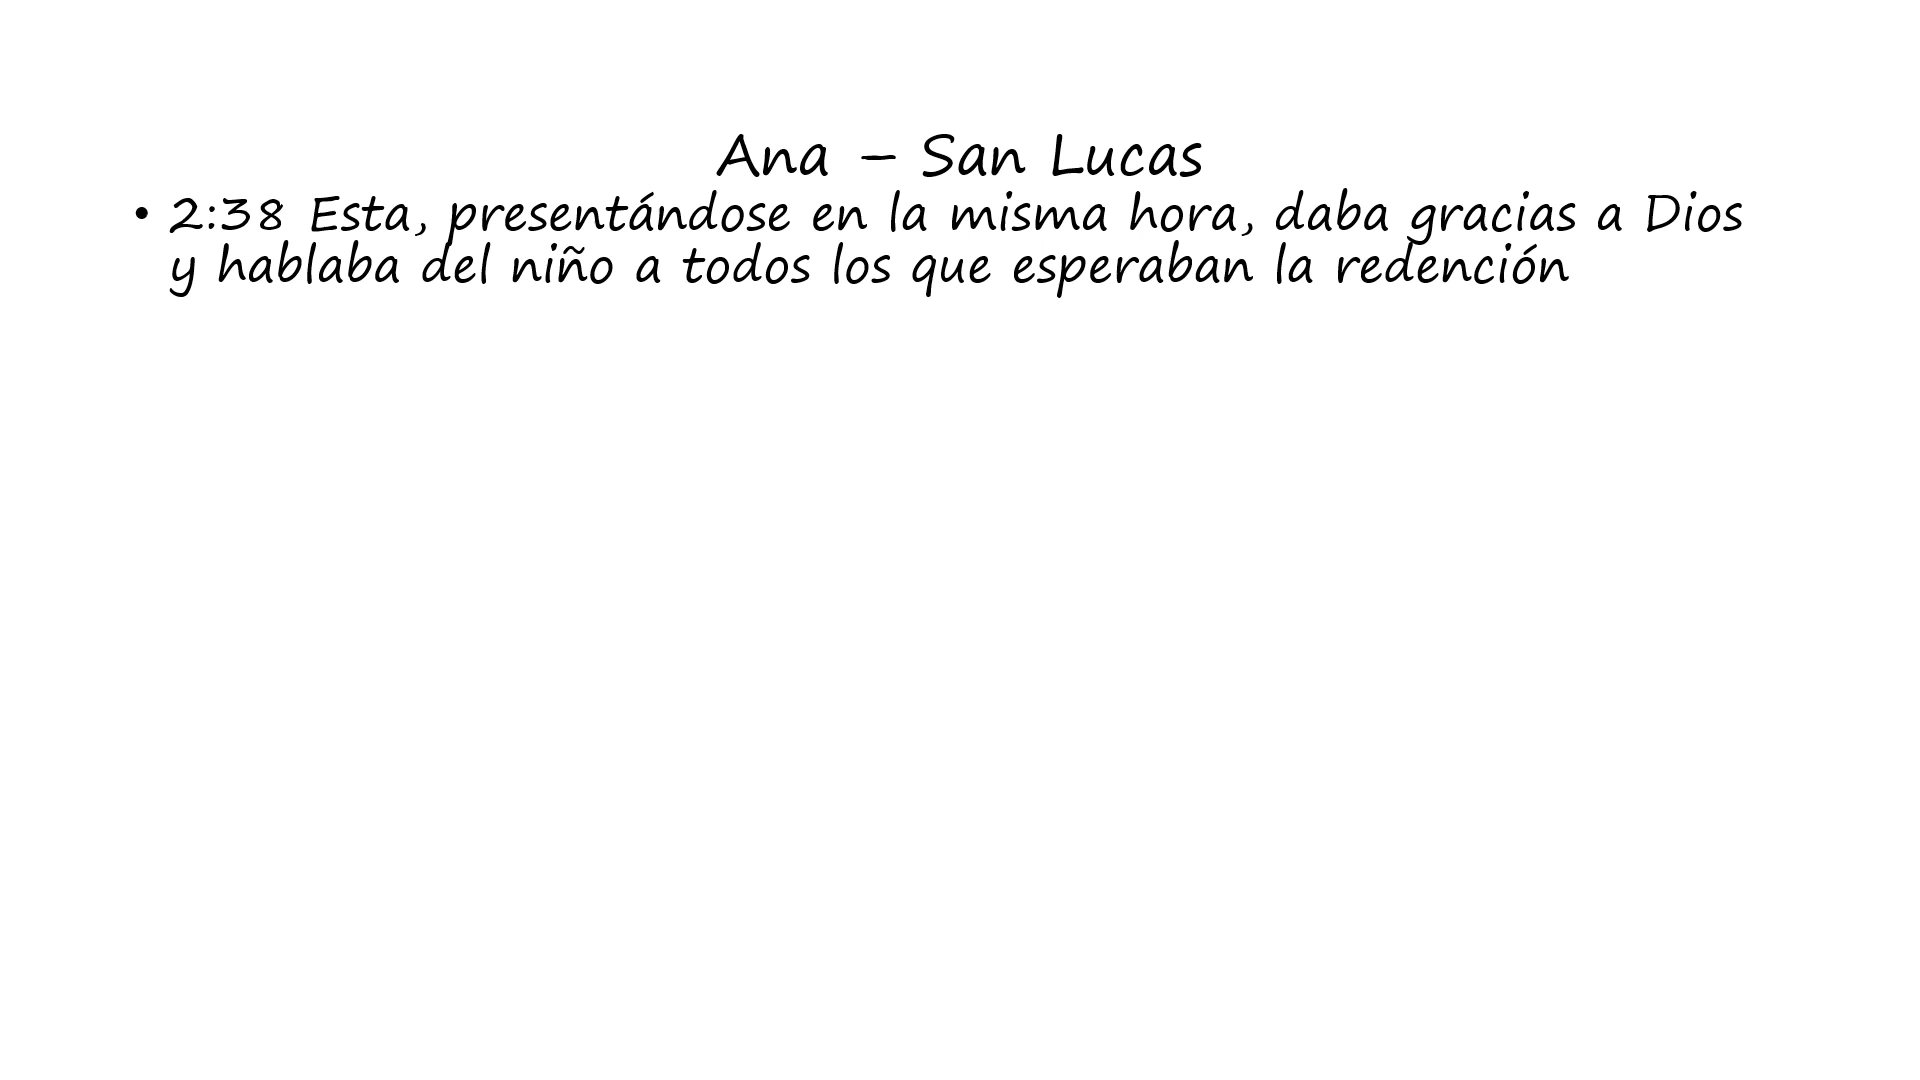 Ana – San Lucas
• 2:38 Esta, presentándose en la misma hora, daba gracias a Dios
y hablaba del niño a todos los que esperaban la redención